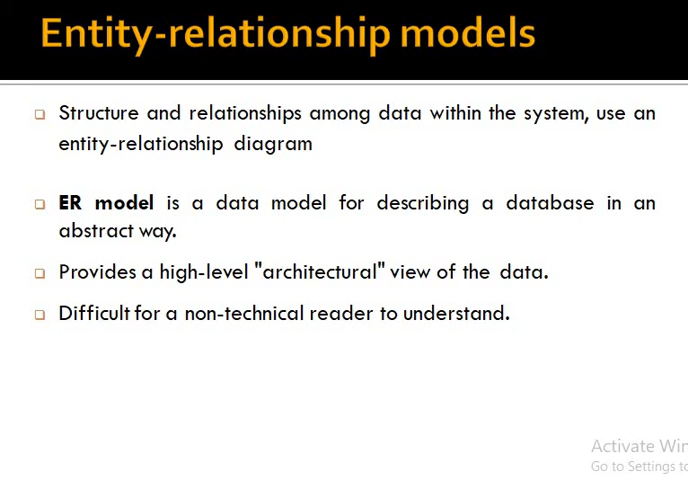 Entity-relationship models
Structure and relationships among data within the system, use an
entity-relationship diagram
ER model is a data model for describing a database in an
abstract way.
Provides a high-level "architectural" view of the data.
Difficult for a non-technical reader to understand.
Activate Win
Go to Settings to